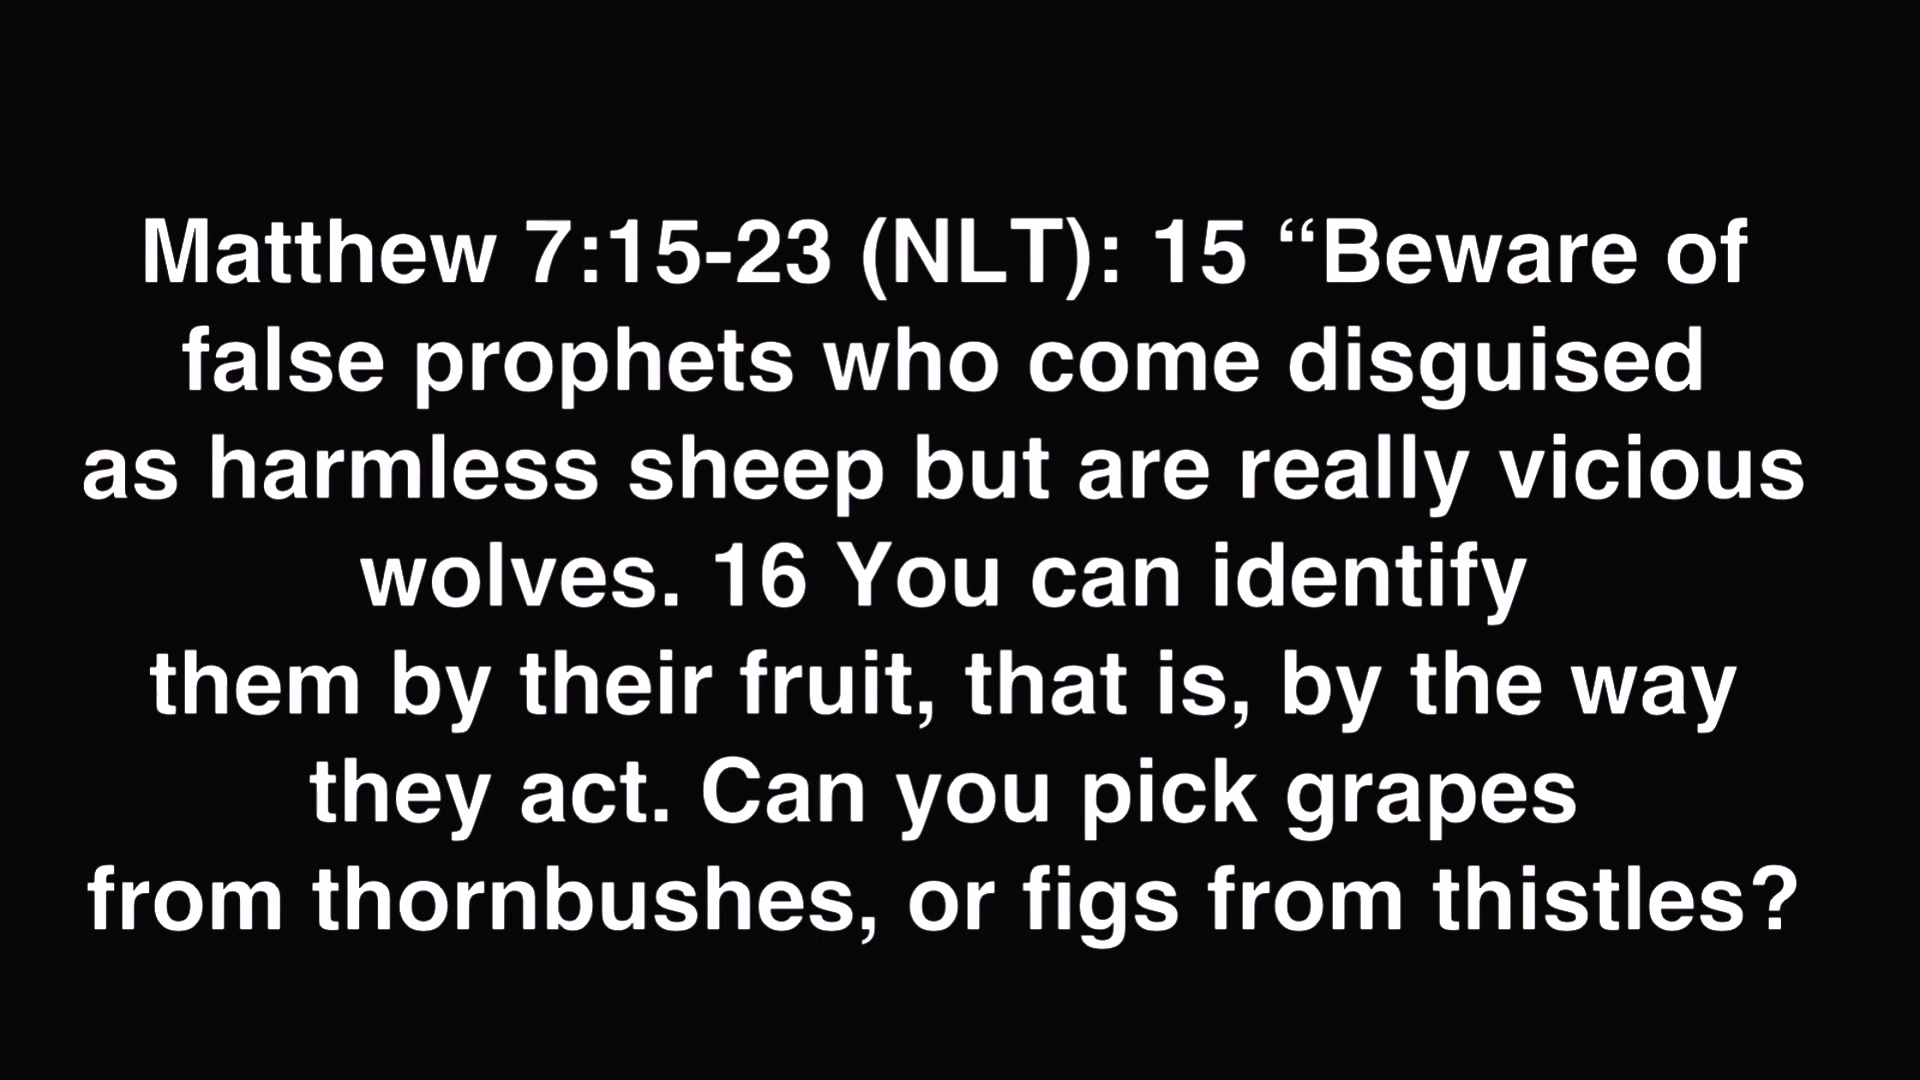 Matthew 7:15-23 (NLT): 15 “Beware of
false prophets who come disguised
as harmless sheep but are really vicious
wolves. 16 You can identify
them by their fruit, that is, by the way
they act. Can you pick grapes
from thornbushes, or figs from thistles?